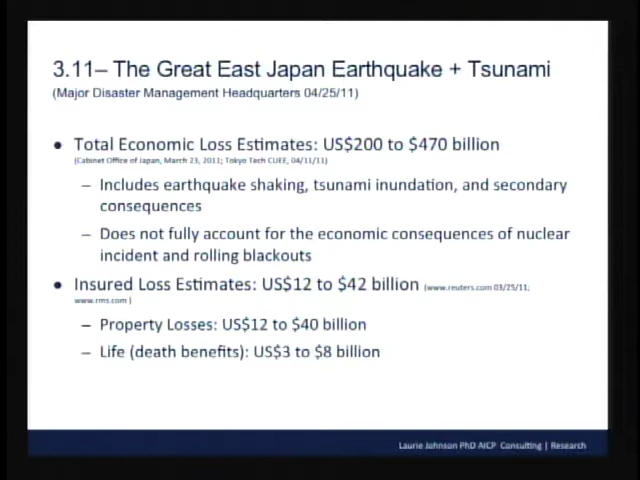 3.11– The Great East Japan Earthquake + Tsunami
(Major Disaster Management Headquarters 04/25/11)
● Total Economic Loss Estimates: US$200 to $470 billion
(Cabinet Office of Japan, March 23, 2011; Tokyo Tech CUEE, 04/11/11)
– Includes earthquake shaking, tsunami inundation, and secondary
consequences
– Does not fully account for the economic consequences of nuclear
incident and rolling blackouts
● Insured Loss Estimates: US$12 to $42 billion (www.reuters.com 03/25/11;
www.rms.com )
– Property Losses: US$12 to $40 billion
– Life (death benefits): US$3 to $8 billion
Laurie Johnson PhD AICP Consulting | Research